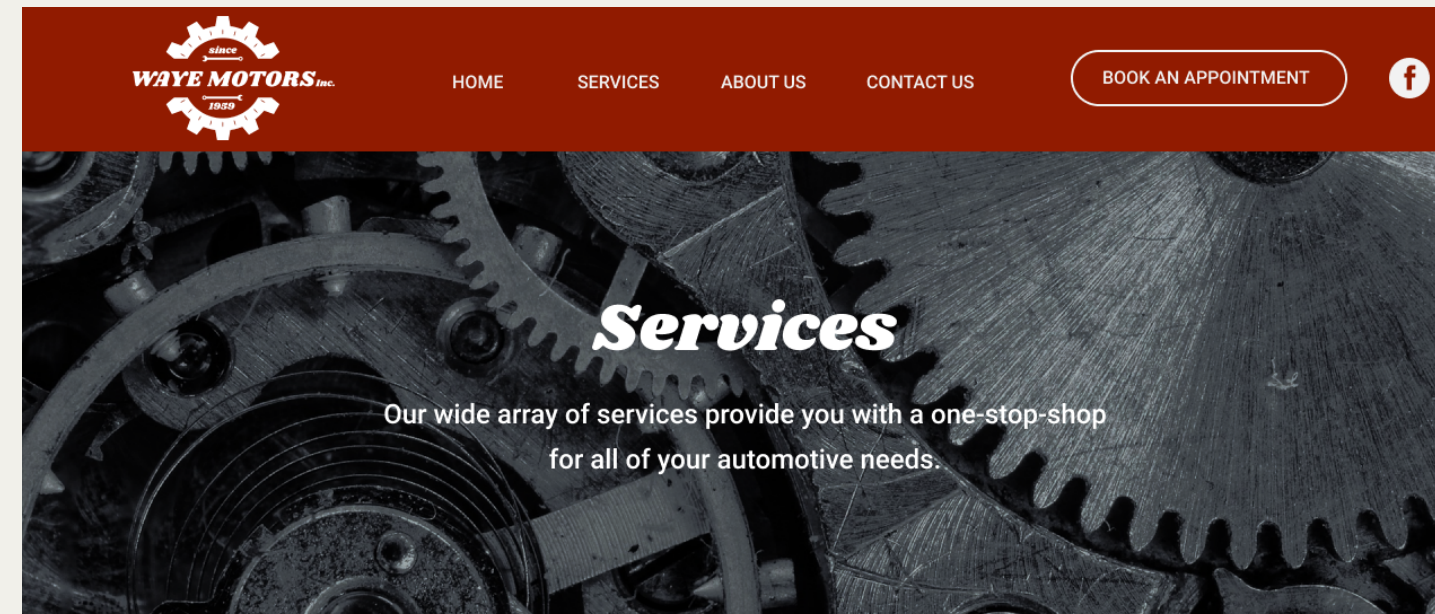 since
WAYE MOTORS Inc.
1959
HOME
SERVICES
ABOUT US
CONTACT US
BOOK AN APPOINTMENT
f
Services
Our wide array of services provide you with a one-stop-shop
for all of your automotive needs.